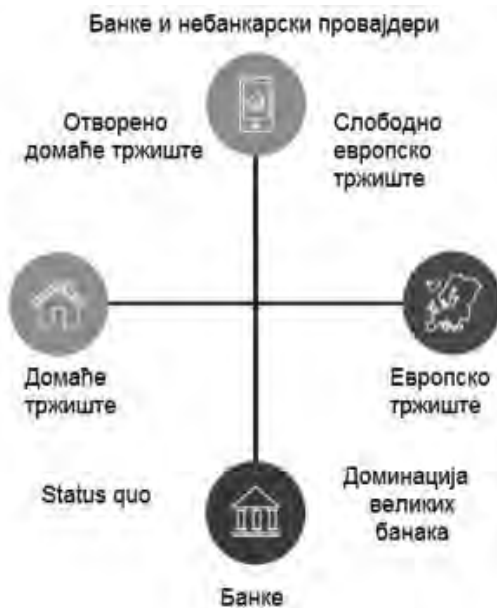 Банке и небанкарски провајдери
Отворено
домаће тржиште
Слободно
европско
тржиште
Домаће
тржиште
Европско
тржиште
Status quo
Доминација
великих
банака
Банке